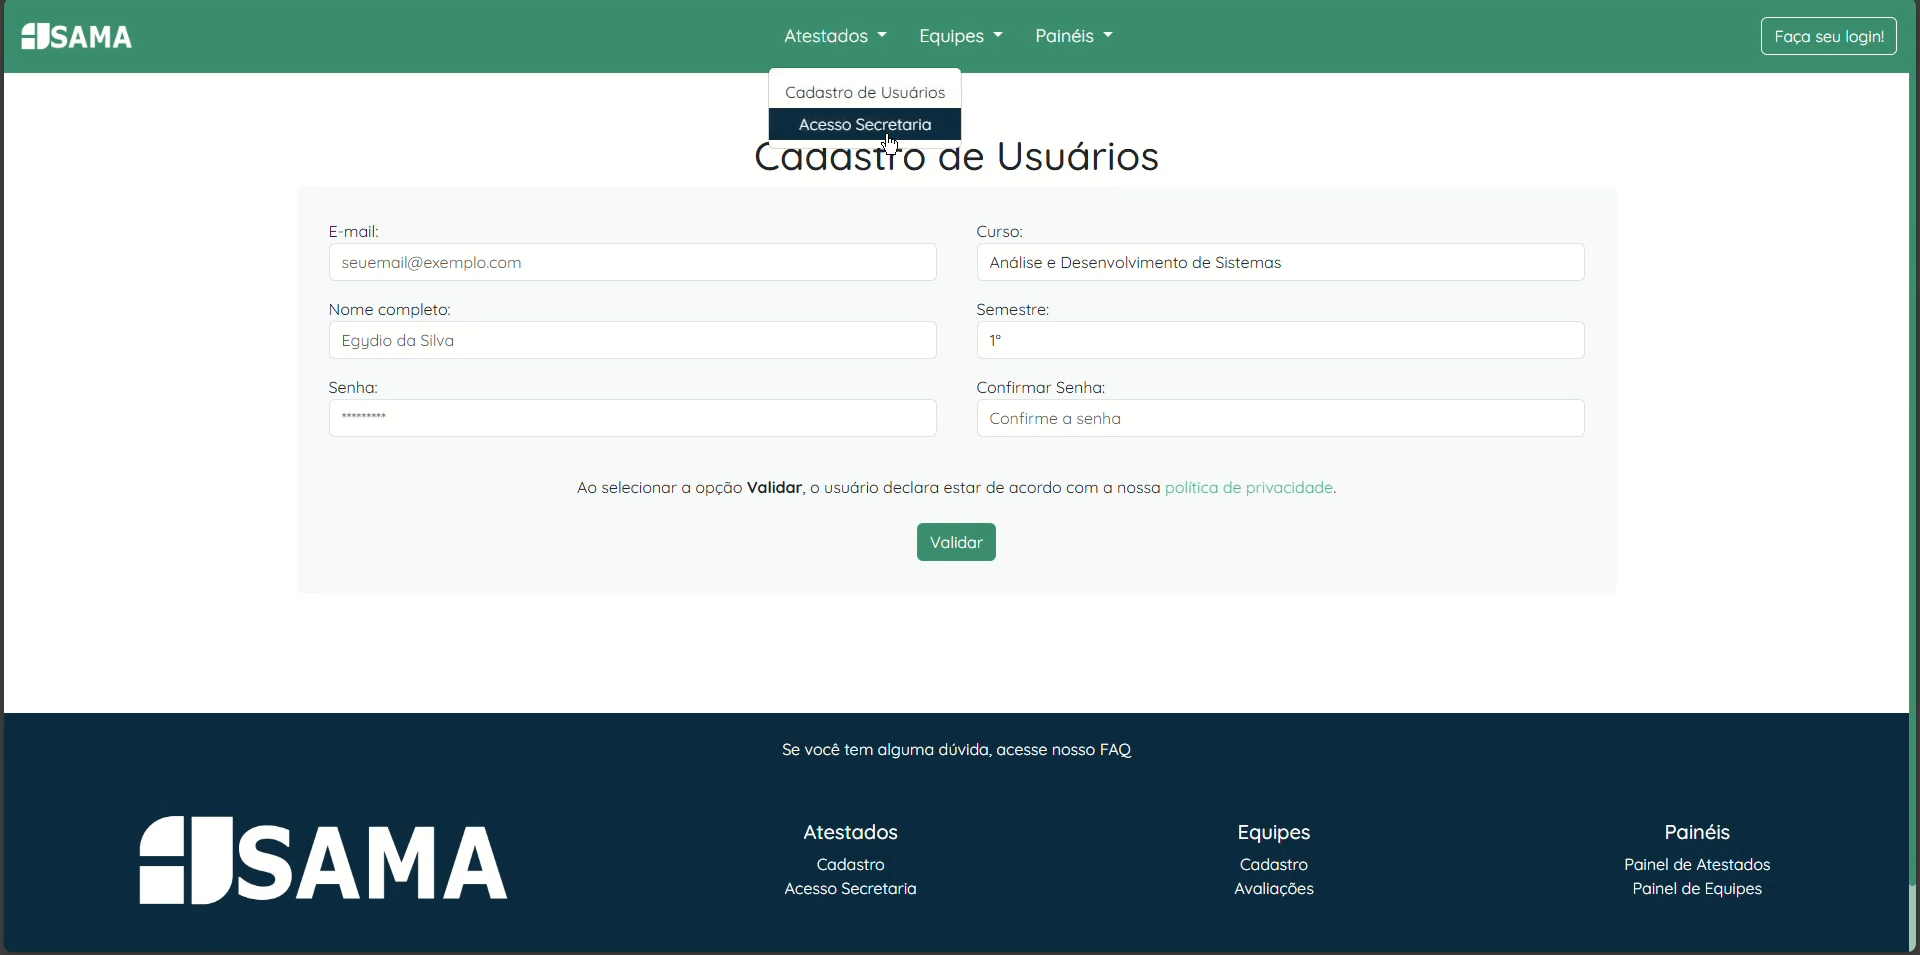 SAMA
Atestados
Equipes
Painéis
Faça seu login!
Cadastro de Usuários
Acesso Secretaria
Cadastro de Usuários
E-mail:
seuemail@exemplo.com
Curso:
Análise e Desenvolvimento de Sistemas
Nome completo:
Egydio da Silva
Semestre:
1º
Senha:
*********
Confirmar Senha:
Confirme a senha
Ao selecionar a opção Validar, o usuário declara estar de acordo com a nossa política de privacidade.
Validar
Se você tem alguma dúvida, acesse nosso FAQ
SAMA
Atestados
Cadastro
Acesso Secretaria
Equipes
Cadastro
Avaliações
Painéis
Painel de Atestados
Painel de Equipes